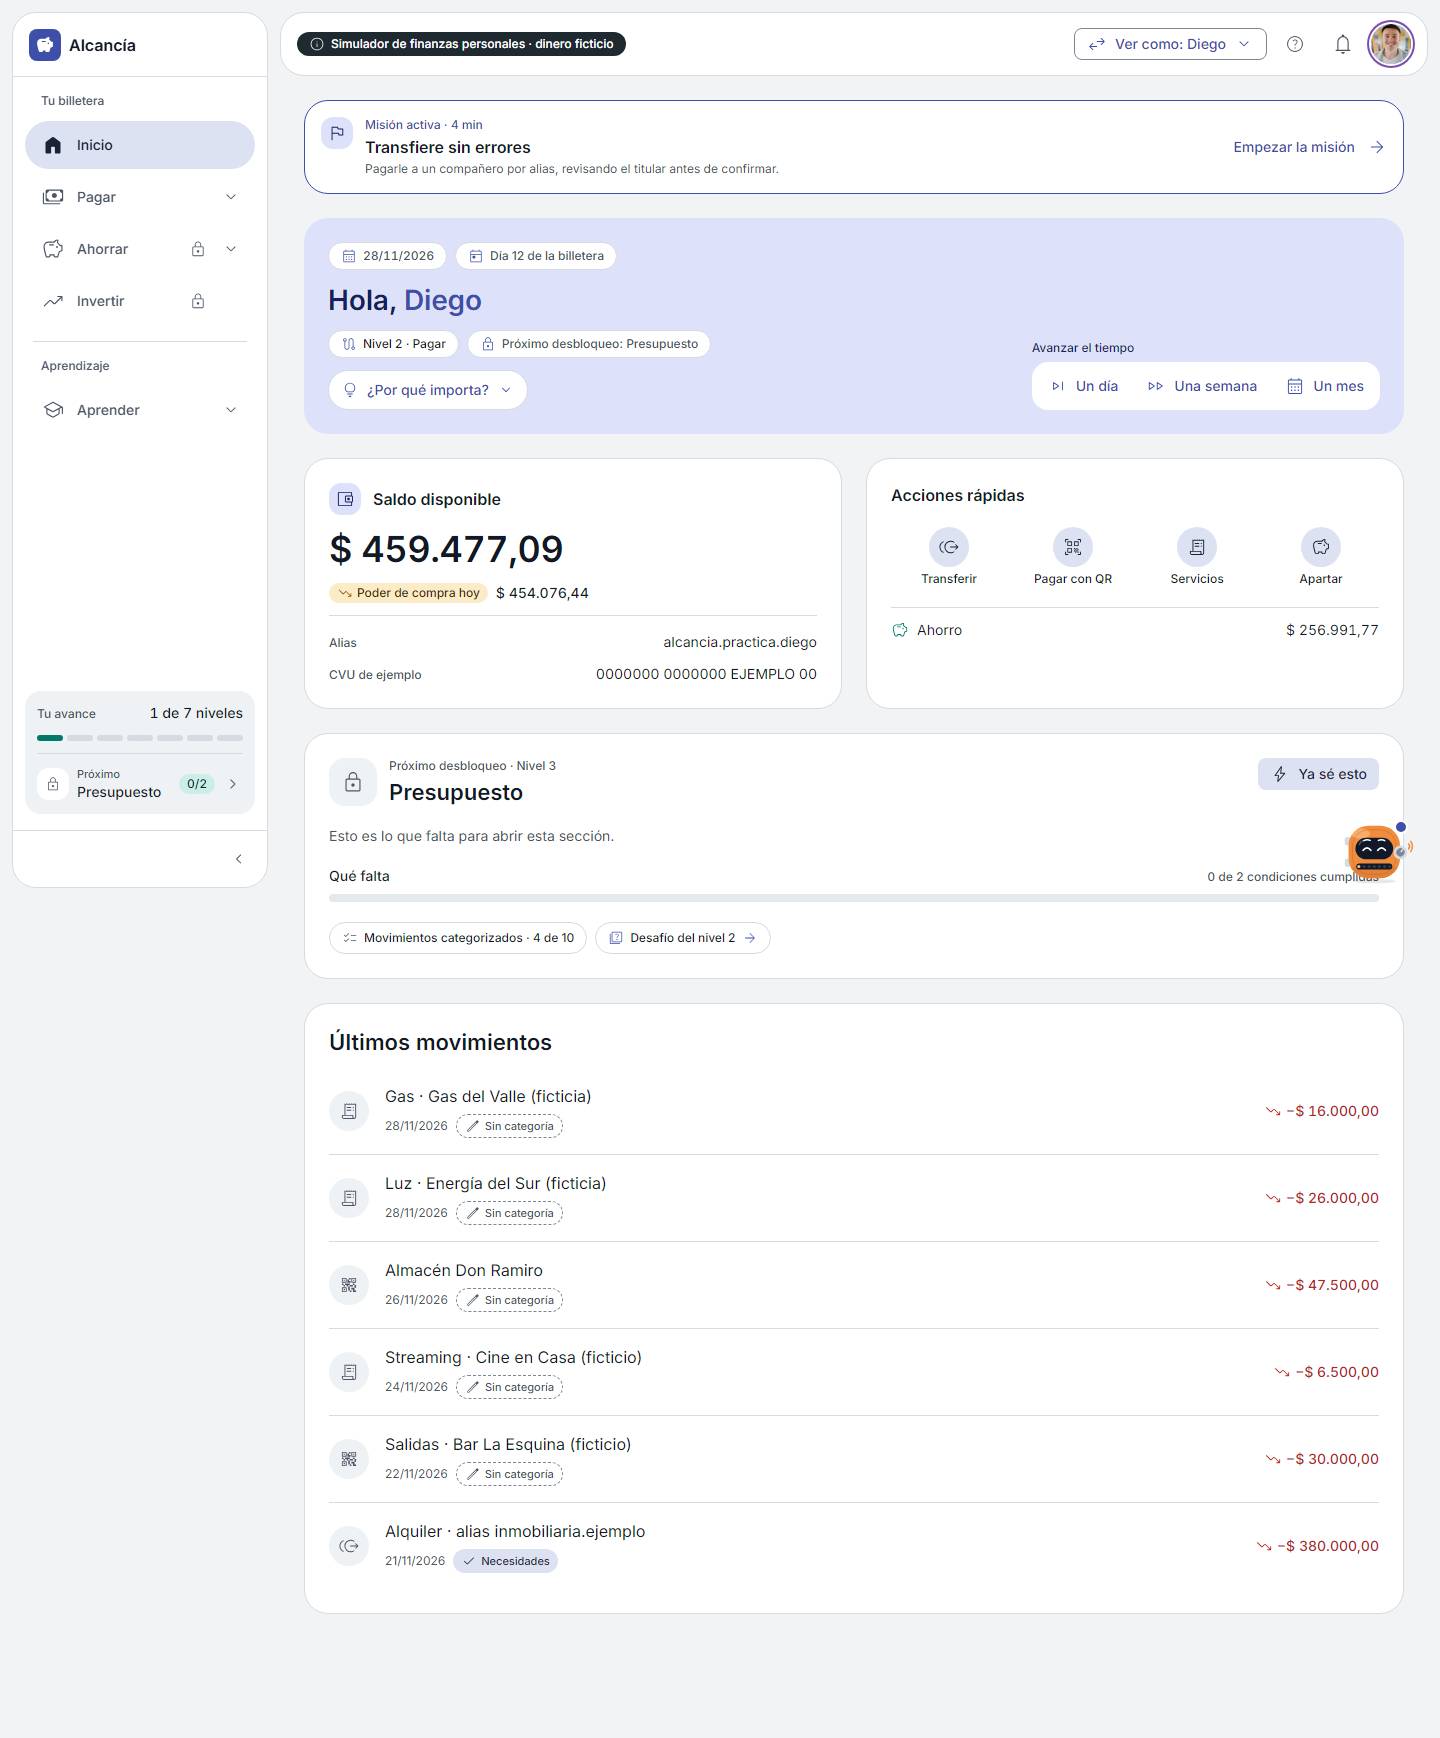 Alcancía
Simulador de finanzas personales · dinero ficticio
Ver como: Diego
Tu billetera
Inicio
Pagar
Ahorrar
Invertir
Aprendizaje
Aprender
Tu avance
1 de 7 niveles
Próximo
Presupuesto
0/2
Misión activa · 4 min
Transfiere sin errores
Pagarle a un compañero por alias, revisando el titular antes de confirmar.
Empezar la misión
28/11/2026
Día 12 de la billetera
Hola, Diego
Nivel 2 · Pagar
Próximo desbloqueo: Presupuesto
¿Por qué importa?
Avanzar el tiempo
Un día
Una semana
Un mes
Saldo disponible
$ 459.477,09
Poder de compra hoy
$ 454.076,44
Alias
alcancia.practica.diego
CVU de ejemplo
0000000 0000000 EJEMPLO 00
Acciones rápidas
Transferir
Pagar con QR
Servicios
Apartar
Ahorro
$ 256.991,77
Próximo desbloqueo · Nivel 3
Presupuesto
Ya sé esto
Esto es lo que falta para abrir esta sección.
Qué falta
0 de 2 condiciones cumplidas
Movimientos categorizados · 4 de 10
Desafío del nivel 2
Últimos movimientos
Gas · Gas del Valle (ficticia)
28/11/2026
Sin categoría
−$ 16.000,00
Luz · Energía del Sur (ficticia)
28/11/2026
Sin categoría
−$ 26.000,00
Almacén Don Ramiro
26/11/2026
Sin categoría
−$ 47.500,00
Streaming · Cine en Casa (ficticio)
24/11/2026
Sin categoría
−$ 6.500,00
Salidas · Bar La Esquina (ficticio)
22/11/2026
Sin categoría
−$ 30.000,00
Alquiler · alias inmobiliaria.ejemplo
21/11/2026
Necesidades
−$ 380.000,00